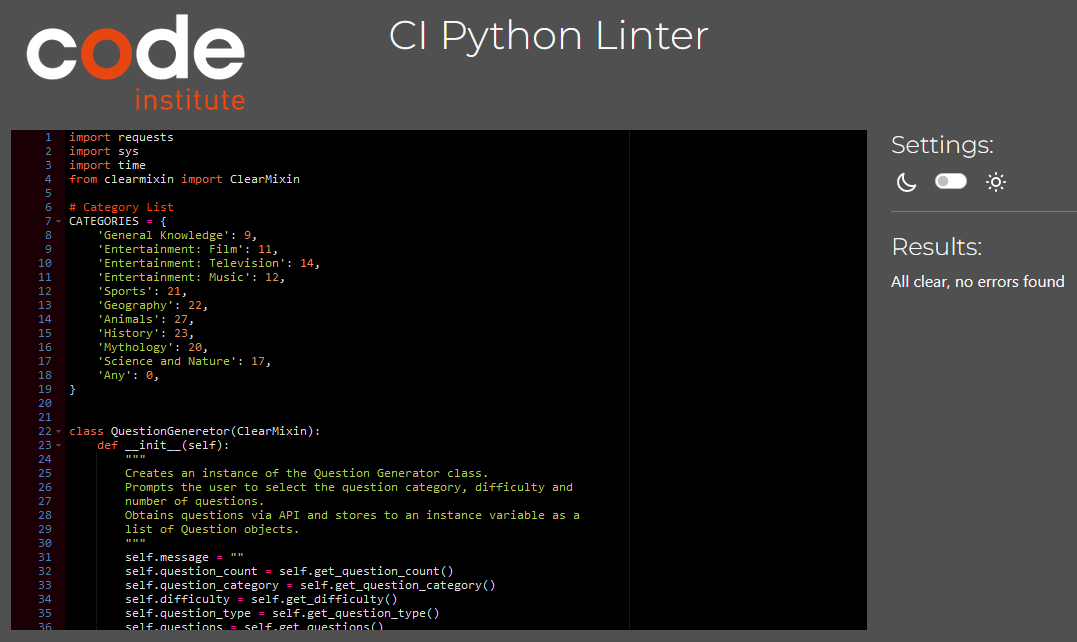 code
institute
CI Python Linter
1 import requests
2 import sys
3 import time
4 from clearmixin import ClearMixin
5
6 # Category List
7 CATEGORIES = {
8     'General Knowledge': 9,
9     'Entertainment: Film': 11,
10     'Entertainment: Television': 14,
11     'Entertainment: Music': 12,
12     'Sports': 21,
13     'Geography': 22,
14     'Animals': 27,
15     'History': 23,
16     'Mythology': 20,
17     'Science and Nature': 17,
18     'Any': 0,
19 }
20
21
22 class QuestionGeneretor(ClearMixin):
23     def __init__(self):
24         """
25         Creates an instance of the Question Generator class.
26         Prompts the user to select the question category, difficulty and
27         number of questions.
28         Obtains questions via API and stores to an instance variable as a
29         list of Question objects.
30         """
31         self.message = ""
32         self.question_count = self.get_question_count()
33         self.question_category = self.get_question_category()
34         self.difficulty = self.get_difficulty()
35         self.question_type = self.get_question_type()
36         self.questions = self.get_questions()
Settings:
Results:
All clear, no errors found